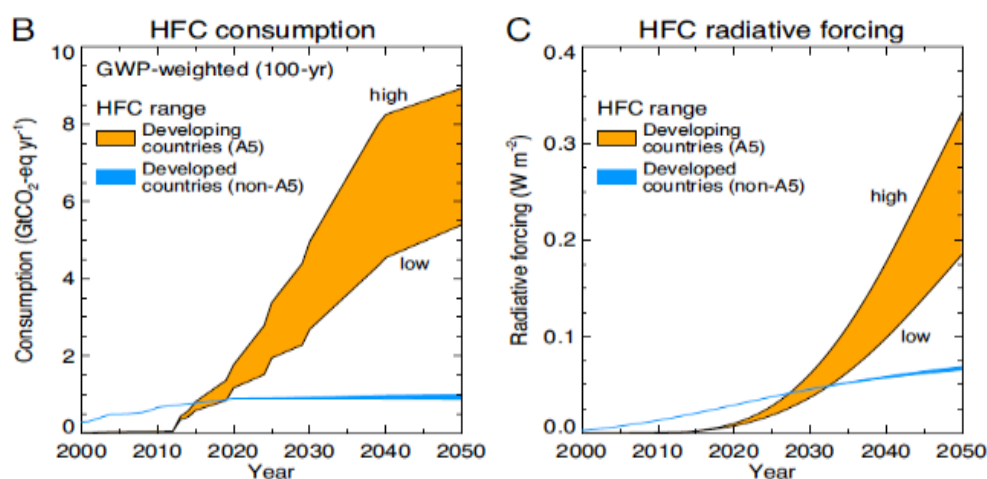 B HFC consumption
10
8
6
4
2
0
Consumption (GtCO₂-eq yr⁻¹)
GWP-weighted (100-yr)
HFC range
Developing
countries (A5)
Developed
countries (non-A5)
high
low
2000 2010 2020 2030 2040 2050
Year
C HFC radiative forcing
0.4
0.3
0.2
0.1
0.0
Radiative forcing (W m⁻²)
HFC range
Developing
countries (A5)
Developed
countries (non-A5)
high
low
2000 2010 2020 2030 2040 2050
Year